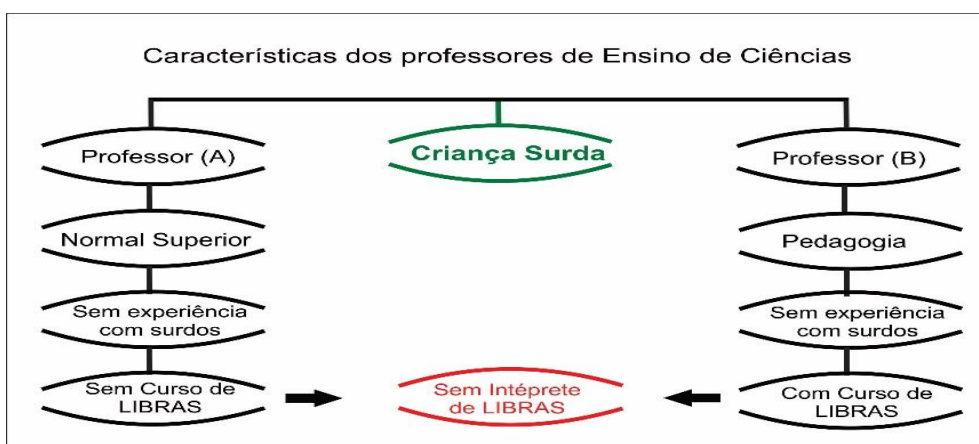 Características dos professores de Ensino de Ciências
Professor (A)
Normal Superior
Sem experiência
com surdos
Sem Curso de
LIBRAS
Criança Surda
Sem Intéprete
de LIBRAS
Professor (B)
Pedagogia
Sem experiência
com surdos
Com Curso de
LIBRAS